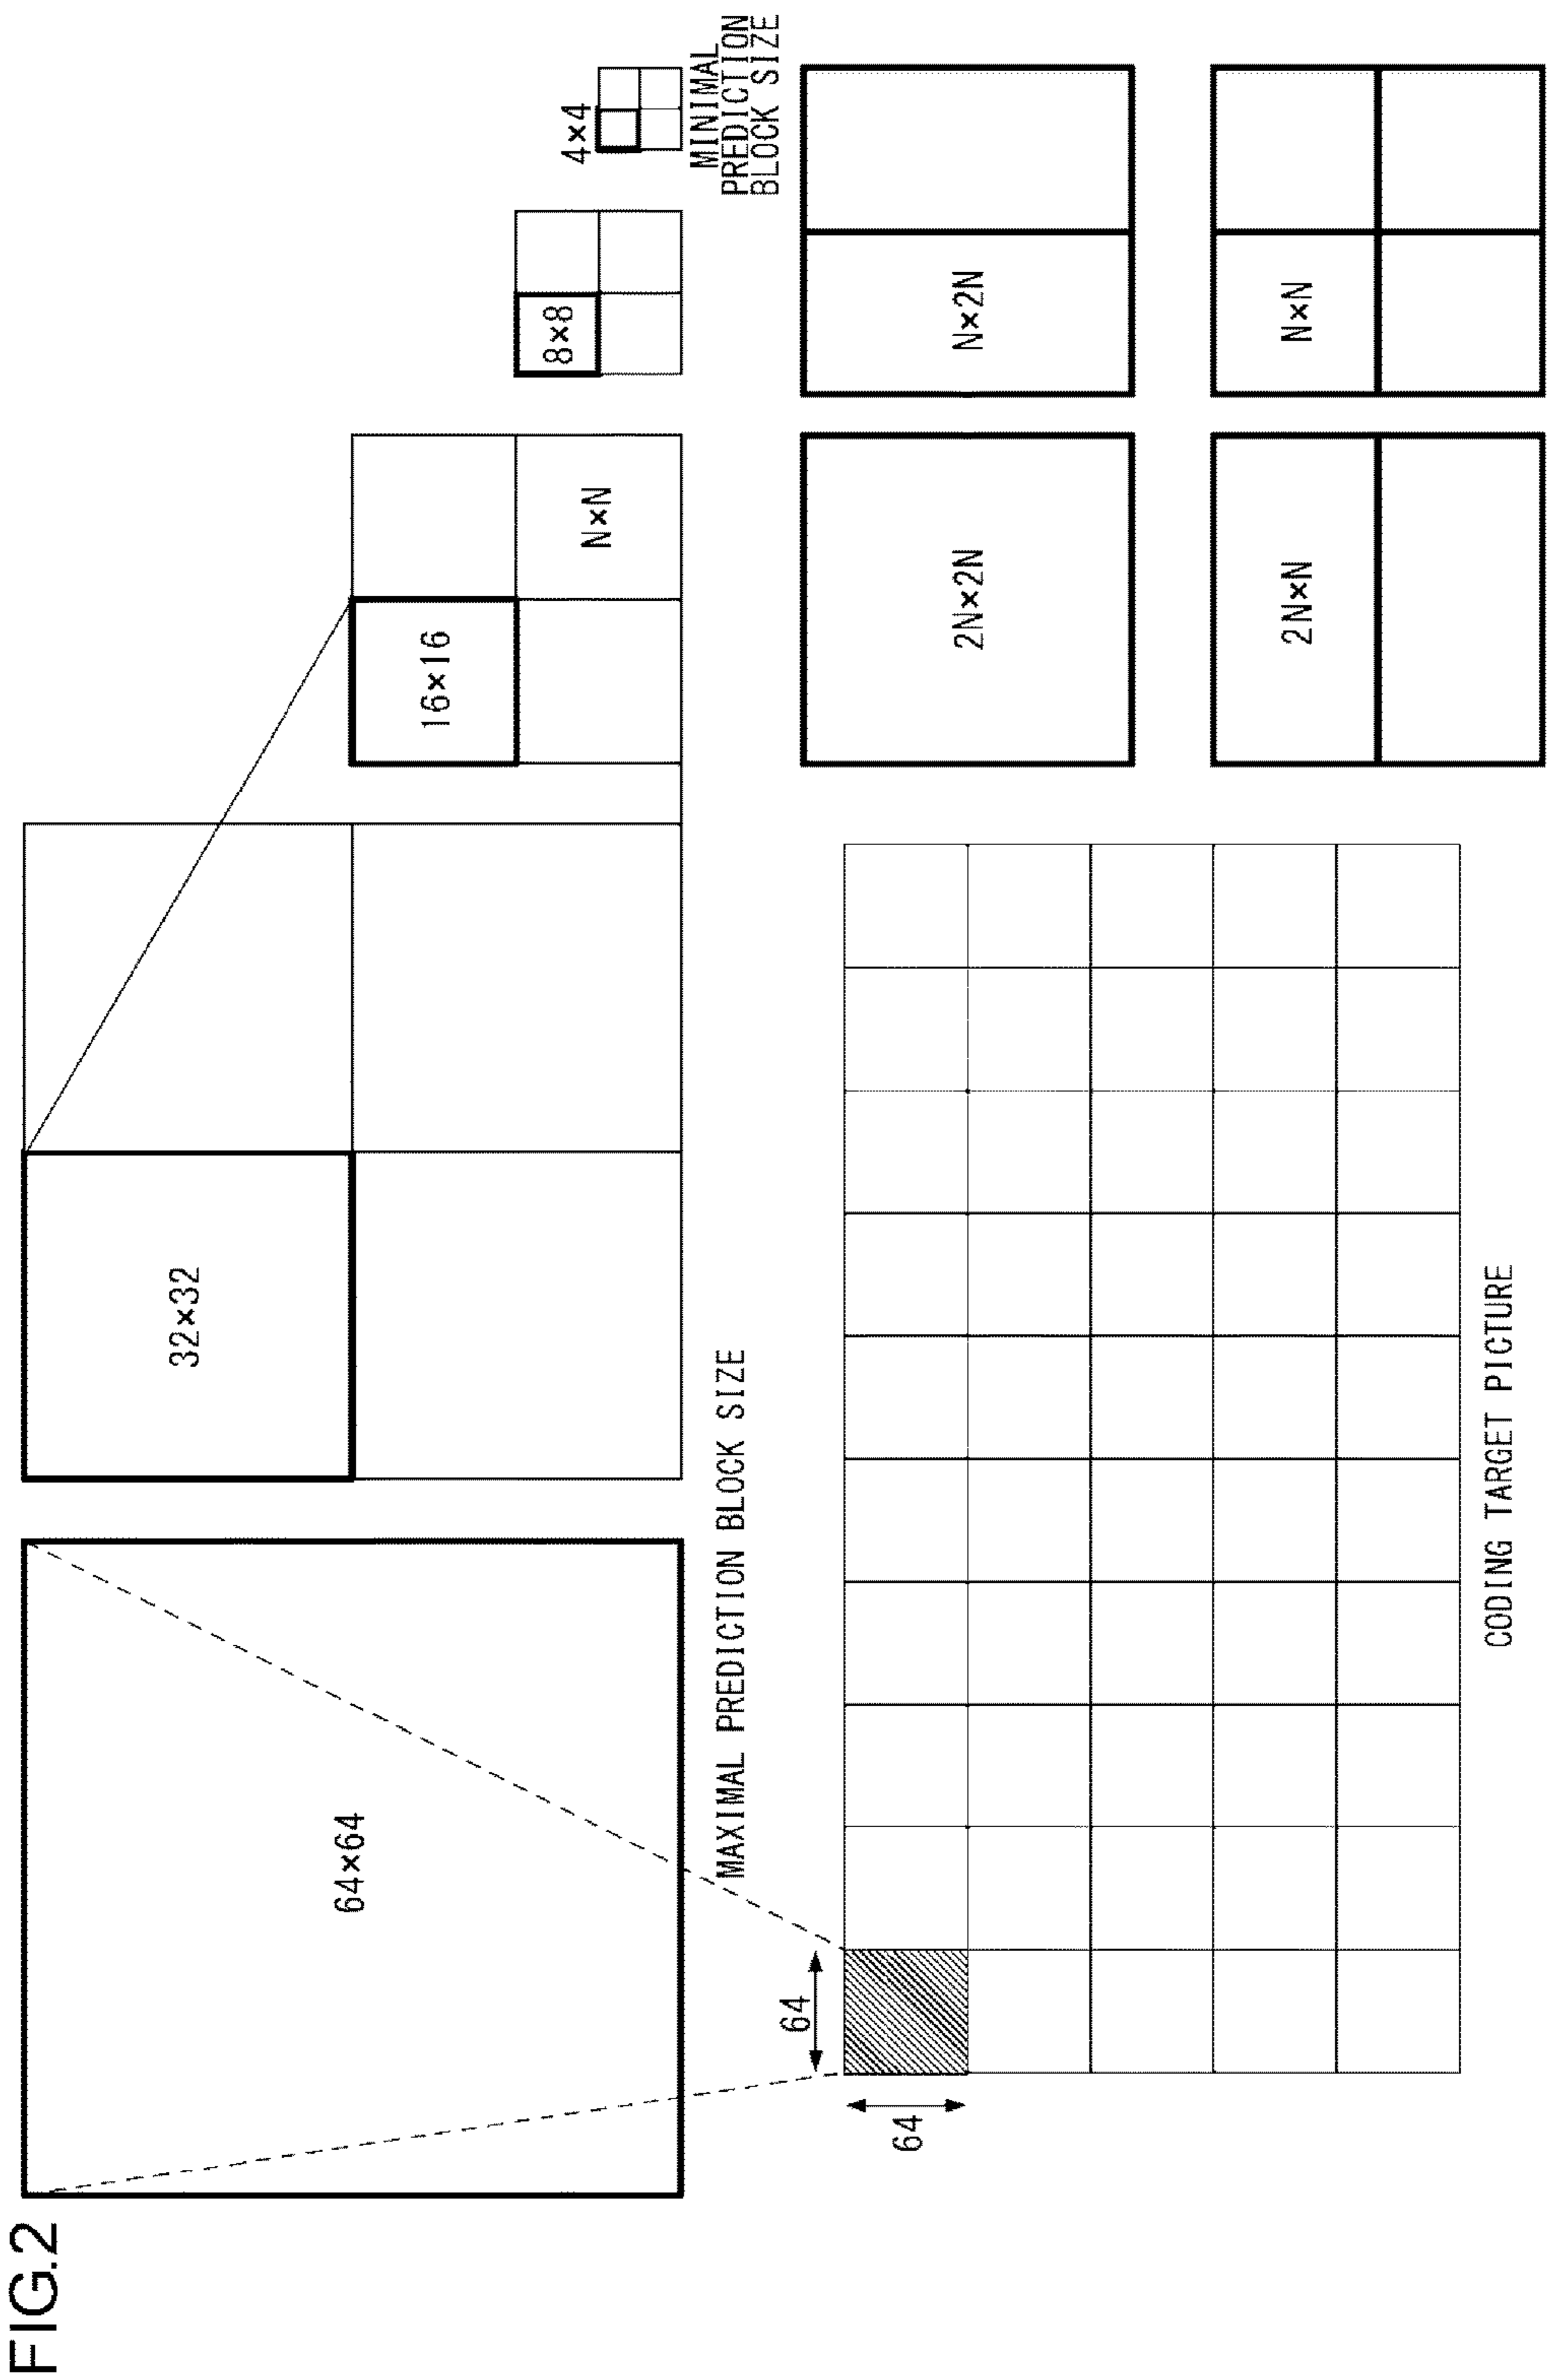 FIG.2
64×64
32×32
16×16
N×N
8×8
4×4
MAXIMAL PREDICTION BLOCK SIZE
MINIMAL
PREDICTION
BLOCK SIZE
64
64
CODING TARGET PICTURE
2N×2N
N×2N
2N×N
N×N